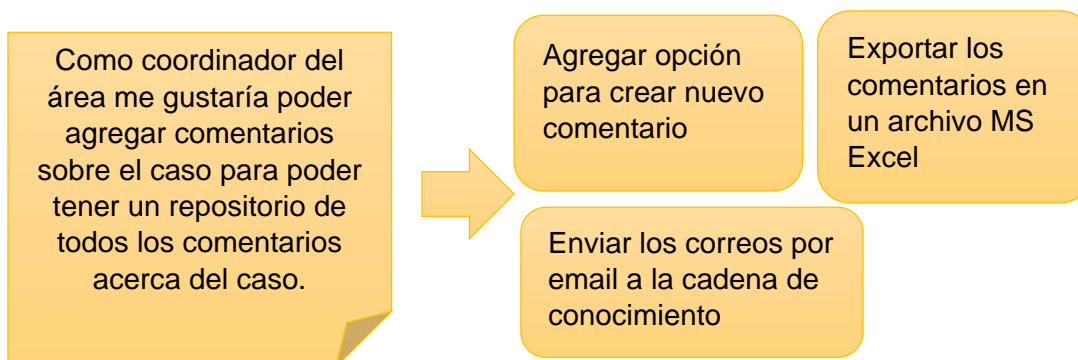 Como coordinador del
área me gustaría poder
agregar comentarios
sobre el caso para poder
tener un repositorio de
todos los comentarios
acerca del caso.
Agregar opción
para crear nuevo
comentario
Exportar los
comentarios en
un archivo MS
Excel
Enviar los correos por
email a la cadena de
conocimiento